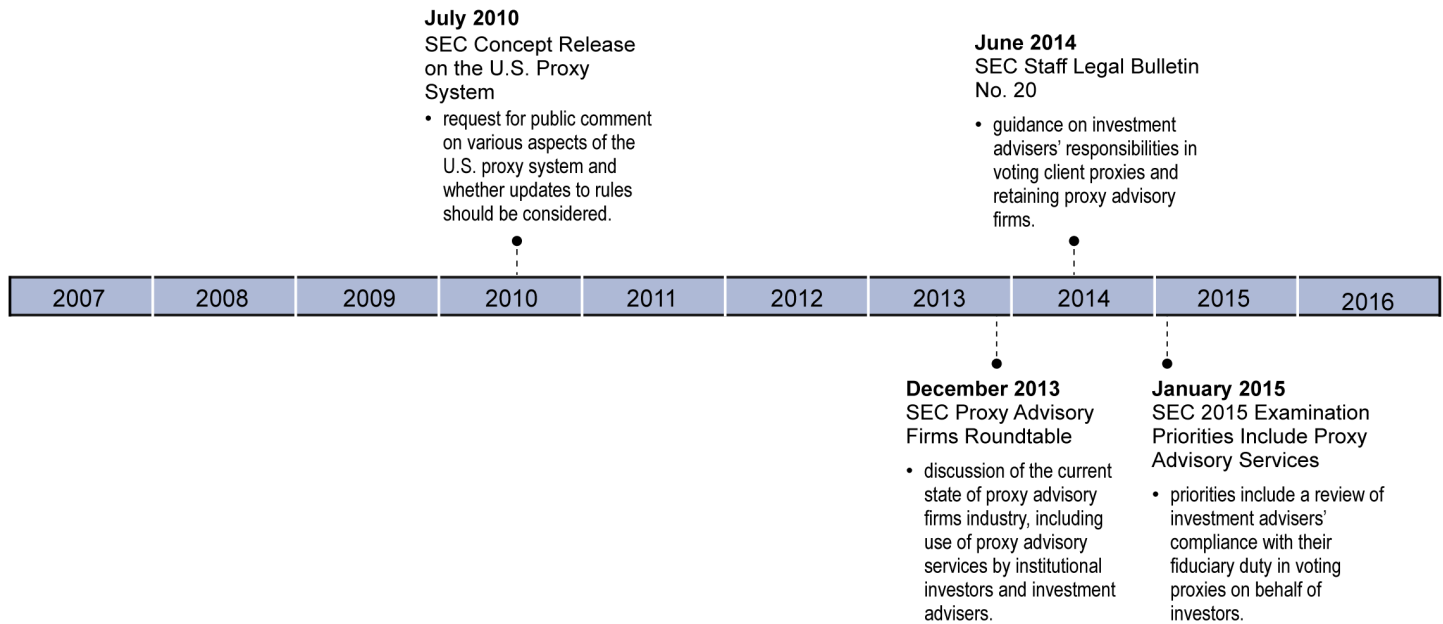 July 2010
SEC Concept Release
on the U.S. Proxy
System
• request for public comment
on various aspects of the
U.S. proxy system and
whether updates to rules
should be considered.
June 2014
SEC Staff Legal Bulletin
No. 20
• guidance on investment
advisers’ responsibilities in
voting client proxies and
retaining proxy advisory
firms.
2007 2008 2009 2010 2011 2012 2013 2014 2015 2016
December 2013
SEC Proxy Advisory
Firms Roundtable
• discussion of the current
state of proxy advisory
firms industry, including
use of proxy advisory
services by institutional
investors and investment
advisers.
January 2015
SEC 2015 Examination
Priorities Include Proxy
Advisory Services
• priorities include a review of
investment advisers’
compliance with their
fiduciary duty in voting
proxies on behalf of
investors.